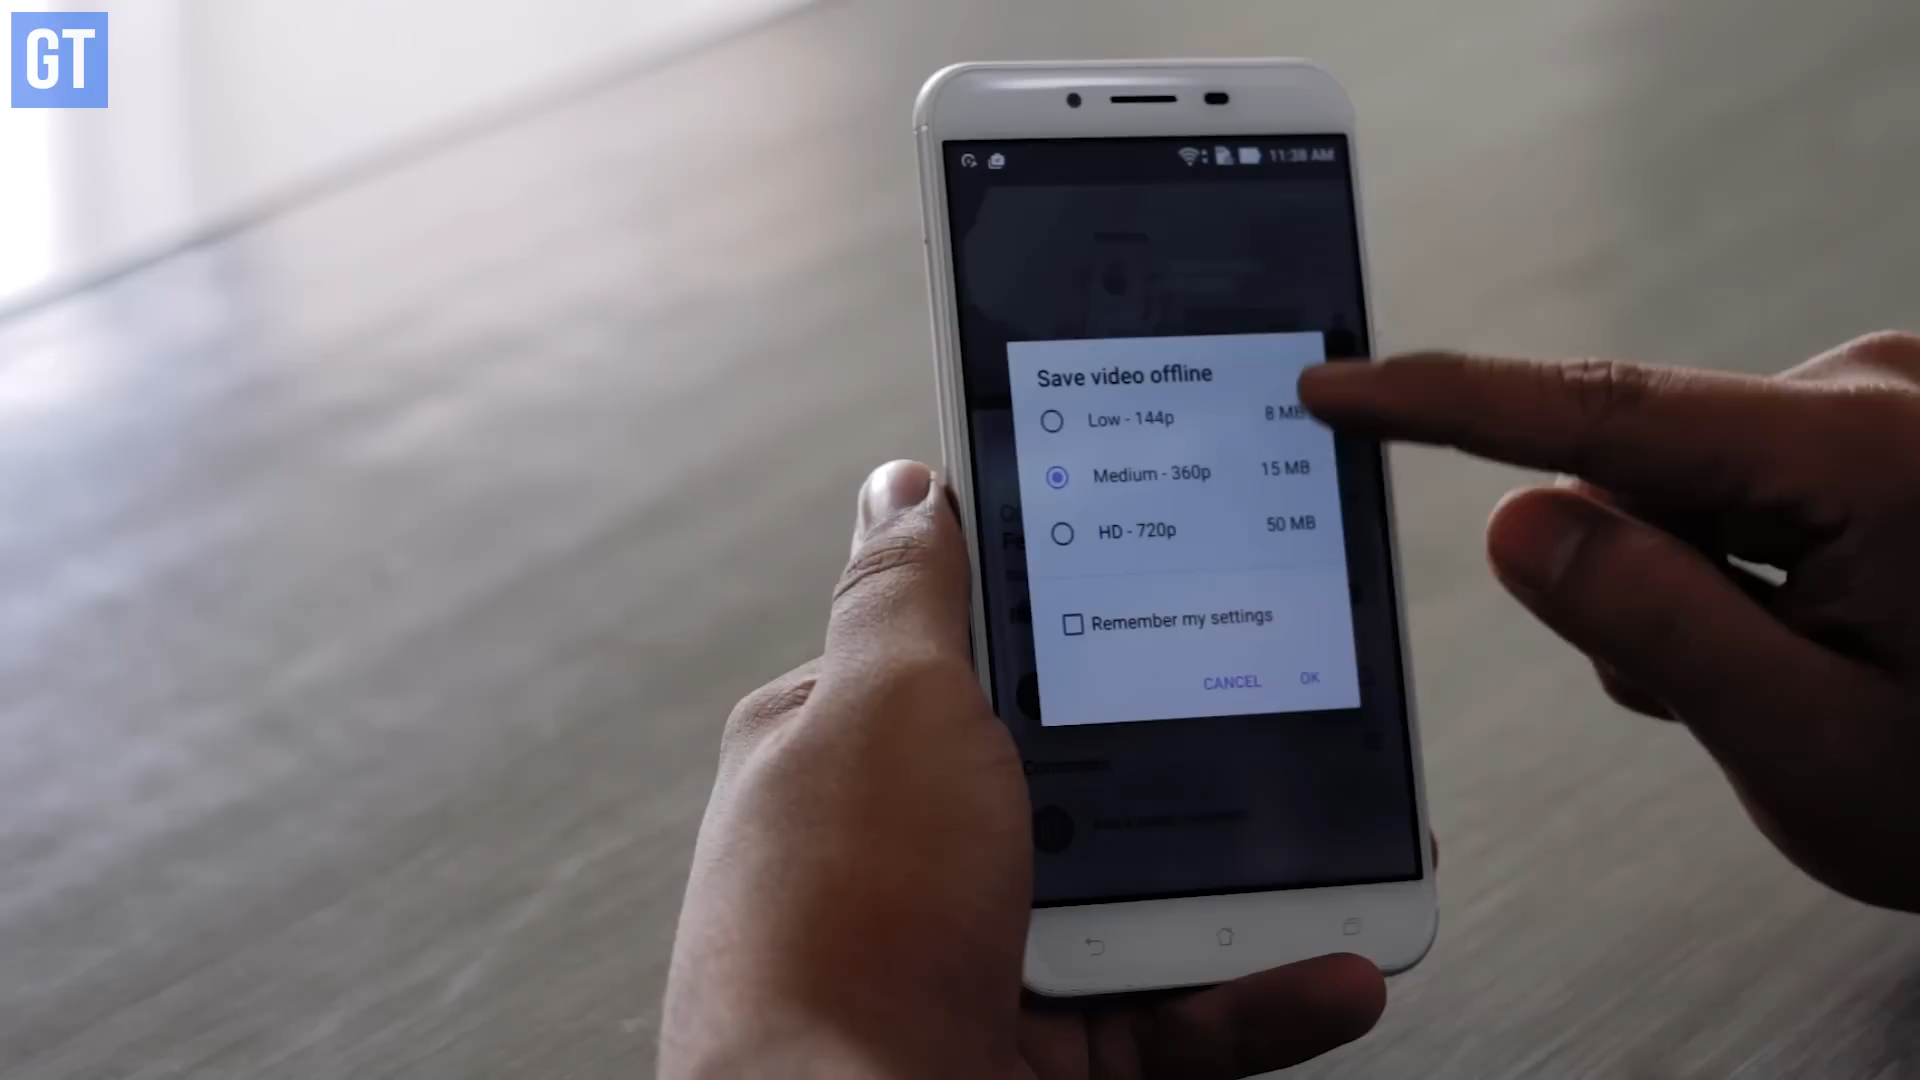 GT
11:38 AM
Save video offline
Low - 144p 8 MB
Medium - 360p 15 MB
HD - 720p 50 MB
Remember my settings
CANCEL OK
Comments